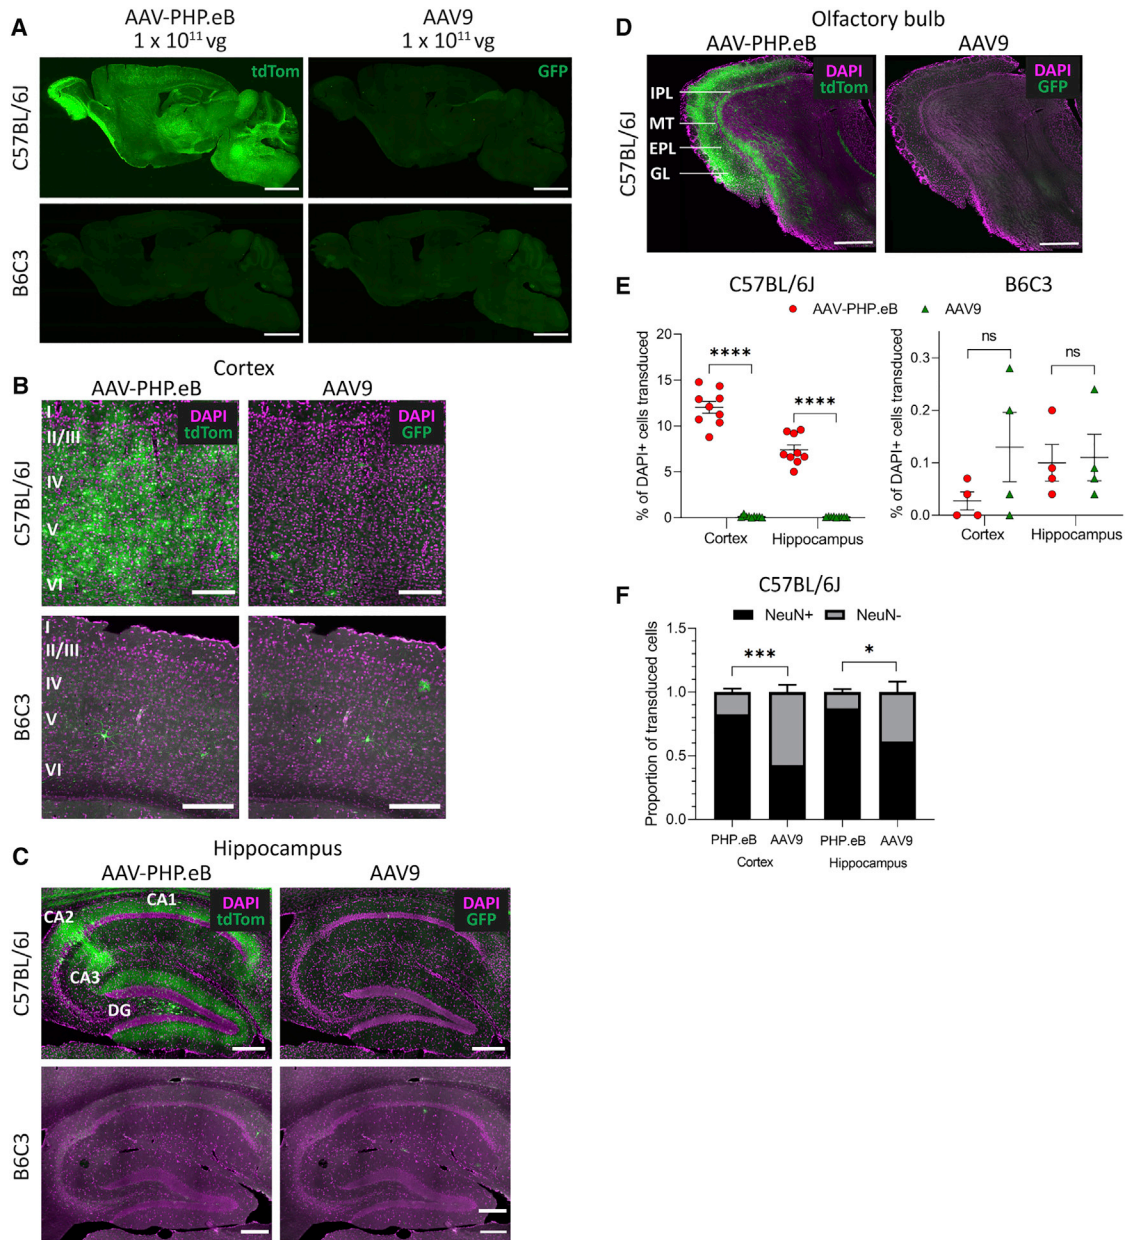 A
AAV-PHP.eB
1 x 10¹¹ vg
AAV9
1 x 10¹¹ vg
C57BL/6J
tdTom
GFP
B6C3
B
Cortex
AAV-PHP.eB
AAV9
C57BL/6J
I
II/III
IV
V
VI
DAPI
tdTom
DAPI
GFP
B6C3
I
II/III
IV
V
VI
C
Hippocampus
AAV-PHP.eB
AAV9
C57BL/6J
CA1
CA2
CA3
DG
DAPI
tdTom
DAPI
GFP
B6C3
D
Olfactory bulb
AAV-PHP.eB
AAV9
C57BL/6J
IPL
MT
EPL
GL
DAPI
tdTom
DAPI
GFP
E
C57BL/6J
B6C3
AAV-PHP.eB
AAV9
% of DAPI+ cells transduced
20
15
10
5
0
****
****
Cortex
Hippocampus
% of DAPI+ cells transduced
0.3
0.2
0.1
0.0
ns
ns
Cortex
Hippocampus
F
C57BL/6J
NeuN+
NeuN-
Proportion of transduced cells
1.5
1.0
0.5
0.0
***
*
PHP.eB
AAV9
PHP.eB
AAV9
Cortex
Hippocampus